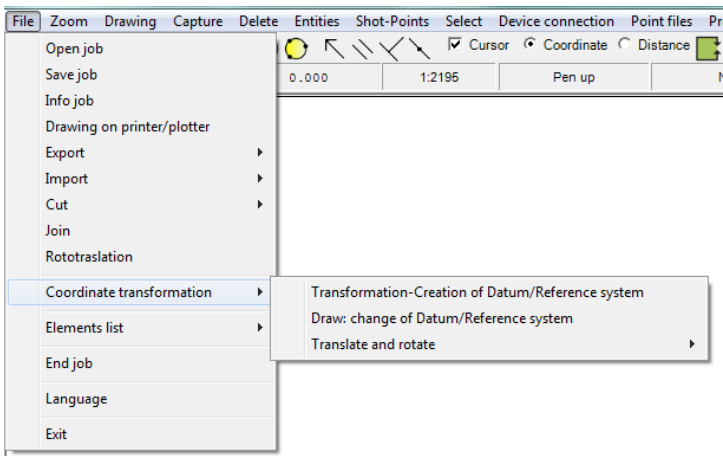 File Zoom Drawing Capture Delete Entities Shot-Points Select Device connection Point files
Cursor Coordinate Distance
0.000 1:2195 Pen up
Open job
Save job
Info job
Drawing on printer/plotter
Export
Import
Cut
Join
Rototraslation
Coordinate transformation
Transformation-Creation of Datum/Reference system
Draw: change of Datum/Reference system
Translate and rotate
Elements list
End job
Language
Exit